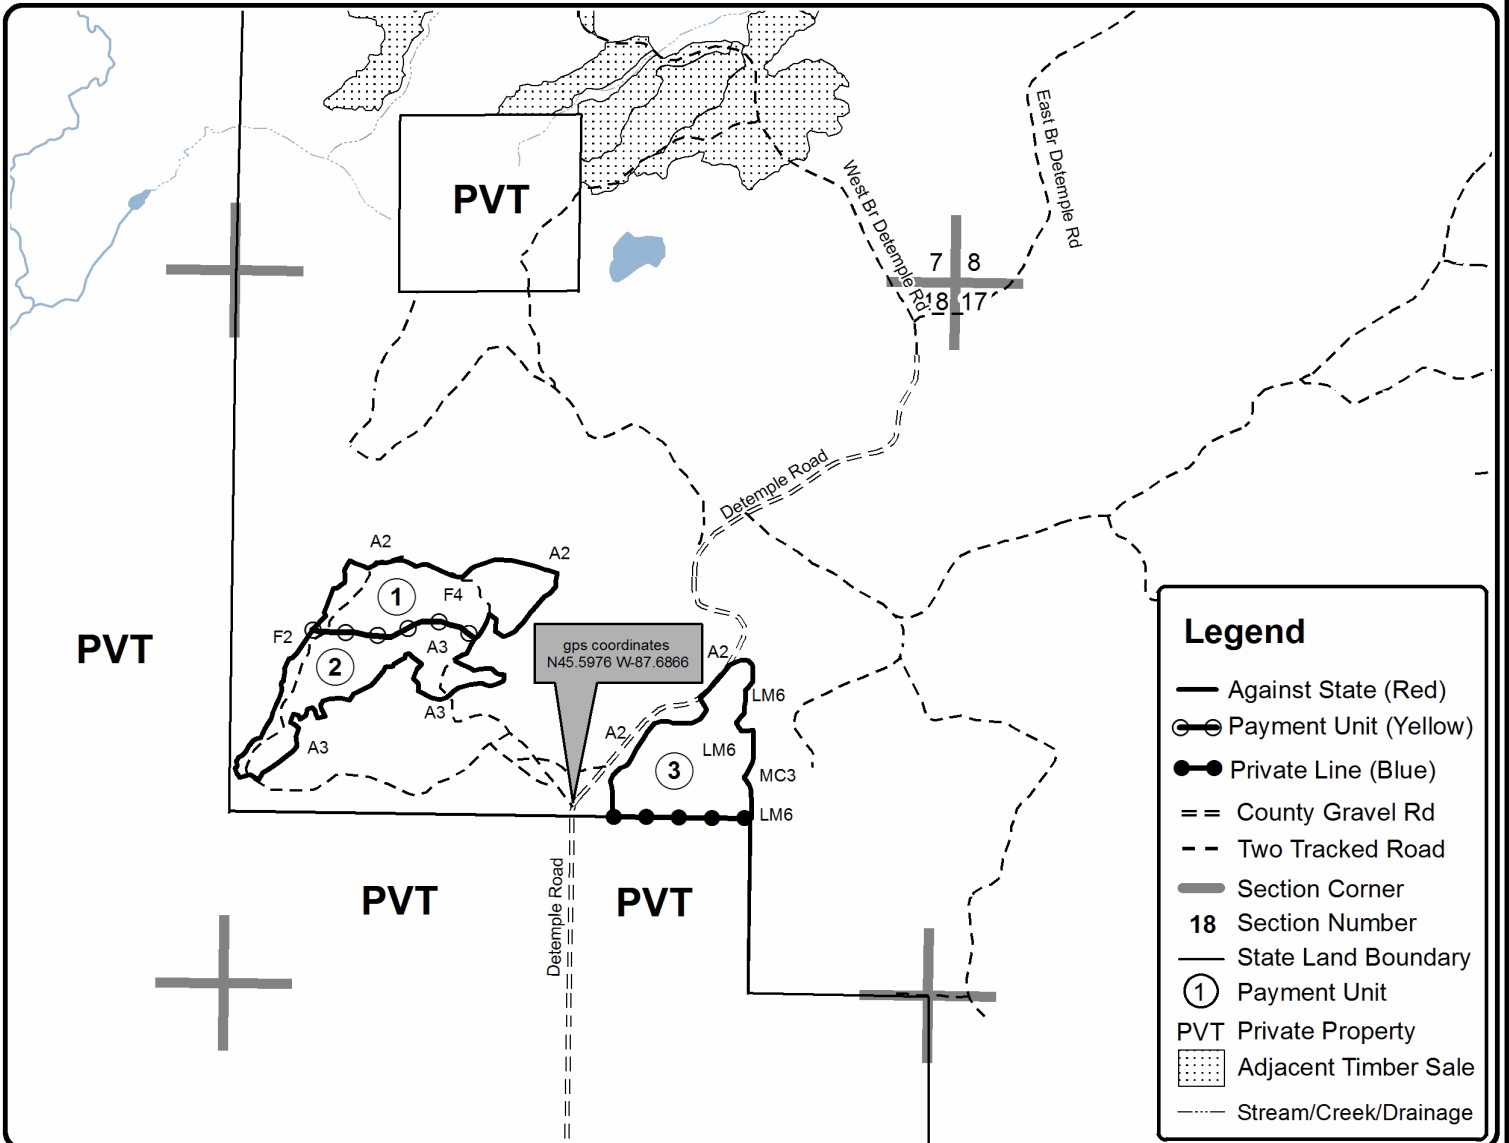 East Br Detemple Rd
West Br Detemple Rd
PVT
7 8
18 17
Detemple Road
A2
A2
1
F4
F2
A3
2
A3
A3
PVT
gps coordinates
N45.5976 W-87.6866
A2
LM6
A2
LM6
3
MC3
LM6
PVT
PVT
Detemple Road
Legend
Against State (Red)
Payment Unit (Yellow)
Private Line (Blue)
County Gravel Rd
Two Tracked Road
Section Corner
18 Section Number
State Land Boundary
1 Payment Unit
PVT Private Property
Adjacent Timber Sale
Stream/Creek/Drainage